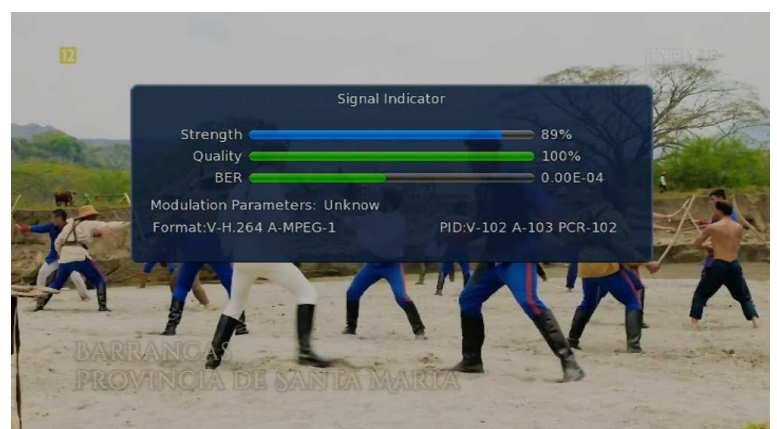 12
Signal Indicator
Strength 89%
Quality 100%
BER 0.00E-04
Modulation Parameters: Unknow
Format:V-H.264 A-MPEG-1 PID:V-102 A-103 PCR-102
BARRANCAS,
PROVINCIA DE SANTA MARTA